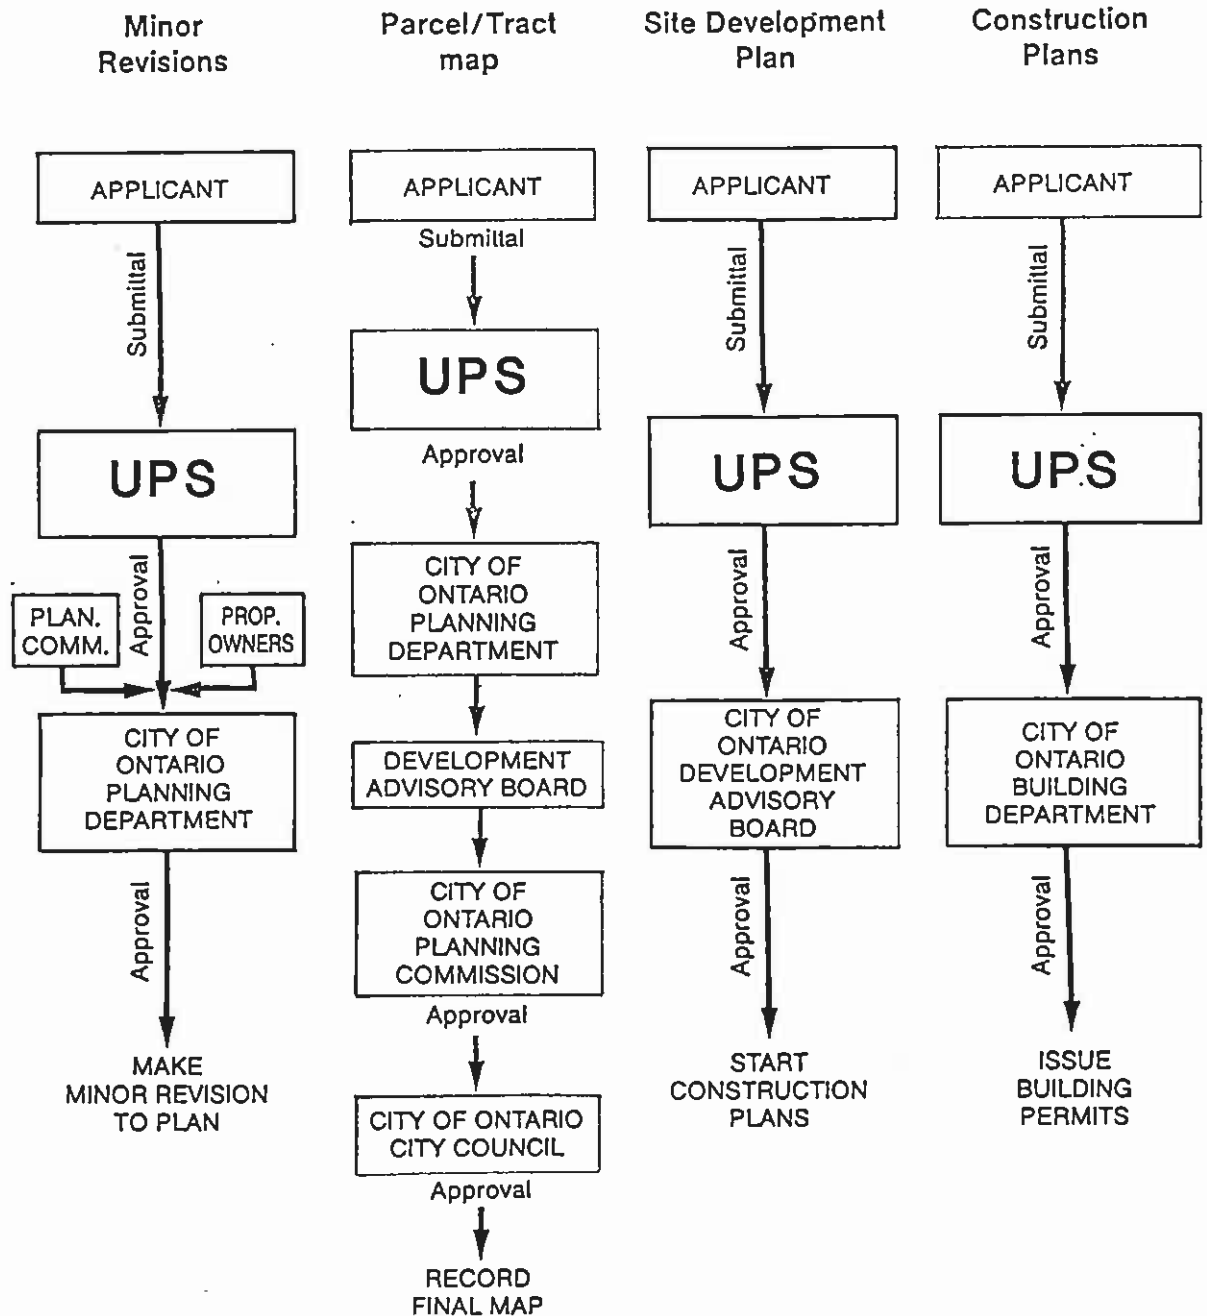 Minor
Revisions
APPLICANT
Submittal
UPS
Approval
PLAN.
COMM.
PROP.
OWNERS
CITY OF
ONTARIO
PLANNING
DEPARTMENT
Approval
MAKE
MINOR REVISION
TO PLAN
Parcel/Tract
map
APPLICANT
Submittal
UPS
Approval
CITY OF
ONTARIO
PLANNING
DEPARTMENT
DEVELOPMENT
ADVISORY BOARD
CITY OF
ONTARIO
PLANNING
COMMISSION
Approval
CITY OF ONTARIO
CITY COUNCIL
Approval
RECORD
FINAL MAP
Site Development
Plan
APPLICANT
Submittal
UPS
Approval
CITY OF
ONTARIO
DEVELOPMENT
ADVISORY
BOARD
Approval
START
CONSTRUCTION
PLANS
Construction
Plans
APPLICANT
Submittal
UPS
Approval
CITY OF
ONTARIO
BUILDING
DEPARTMENT
Approval
ISSUE
BUILDING
PERMITS